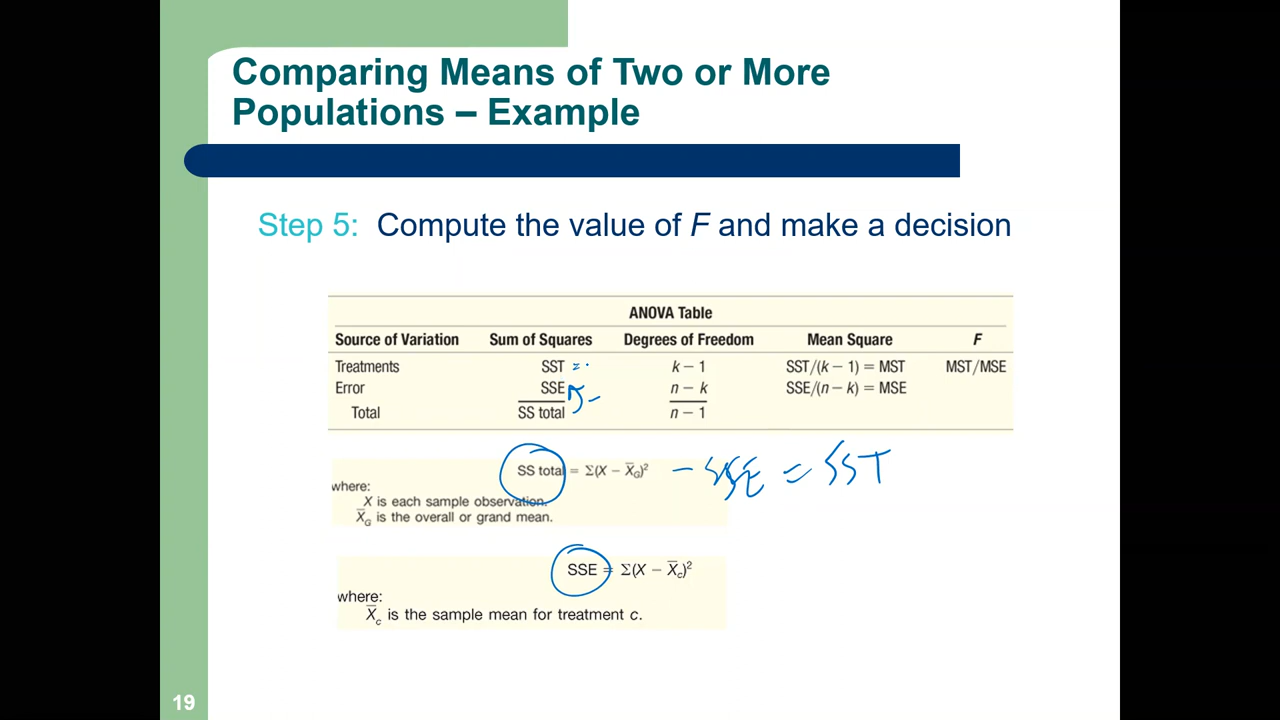 Comparing Means of Two or More
Populations – Example
Step 5: Compute the value of F and make a decision
ANOVA Table
Source of Variation Sum of Squares Degrees of Freedom Mean Square F
Treatments SST = k − 1 SST/(k − 1) = MST MST/MSE
Error SSE n − k SSE/(n − k) = MSE
Total SS total n − 1
SS total = Σ(X − X̄G)² − SSE = SST
where:
X is each sample observation.
X̄G is the overall or grand mean.
SSE = Σ(X − X̄c)²
where:
X̄c is the sample mean for treatment c.
19